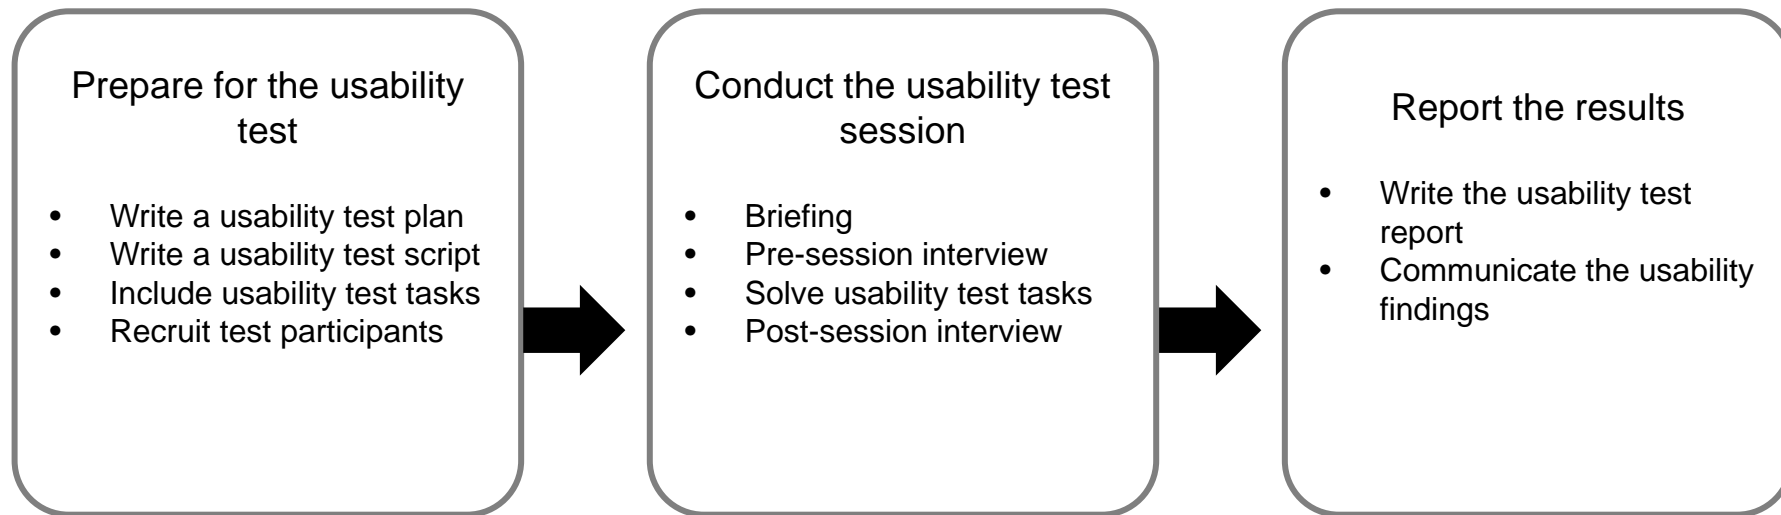 Prepare for the usability
test
• Write a usability test plan
• Write a usability test script
• Include usability test tasks
• Recruit test participants
Conduct the usability test
session
• Briefing
• Pre-session interview
• Solve usability test tasks
• Post-session interview
Report the results
• Write the usability test
report
• Communicate the usability
findings